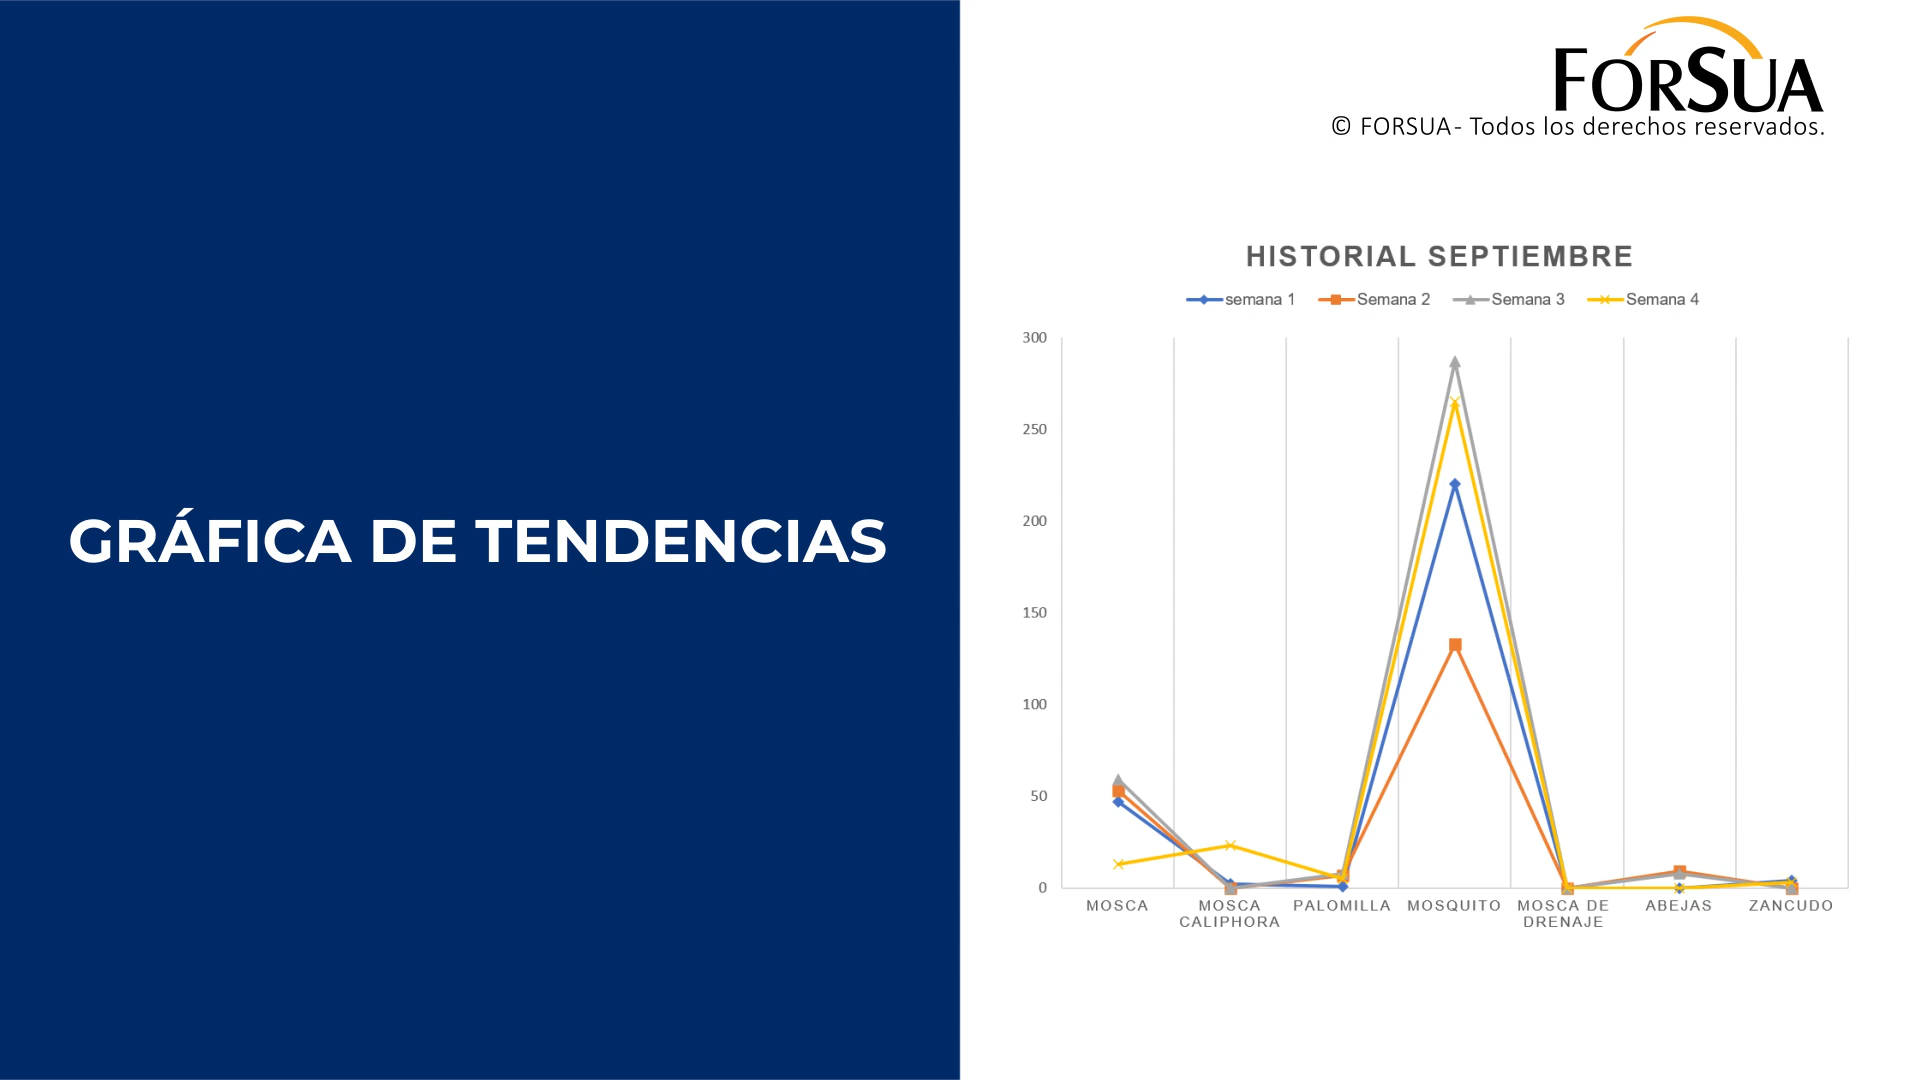 GRÁFICA DE TENDENCIAS
FORSUA
© FORSUA- Todos los derechos reservados.
HISTORIAL SEPTIEMBRE
semana 1 Semana 2 Semana 3 Semana 4
300
250
200
150
100
50
0
MOSCA
MOSCA
CALIPHORA
PALOMILLA
MOSQUITO
MOSCA DE
DRENAJE
ABEJAS
ZANCUDO